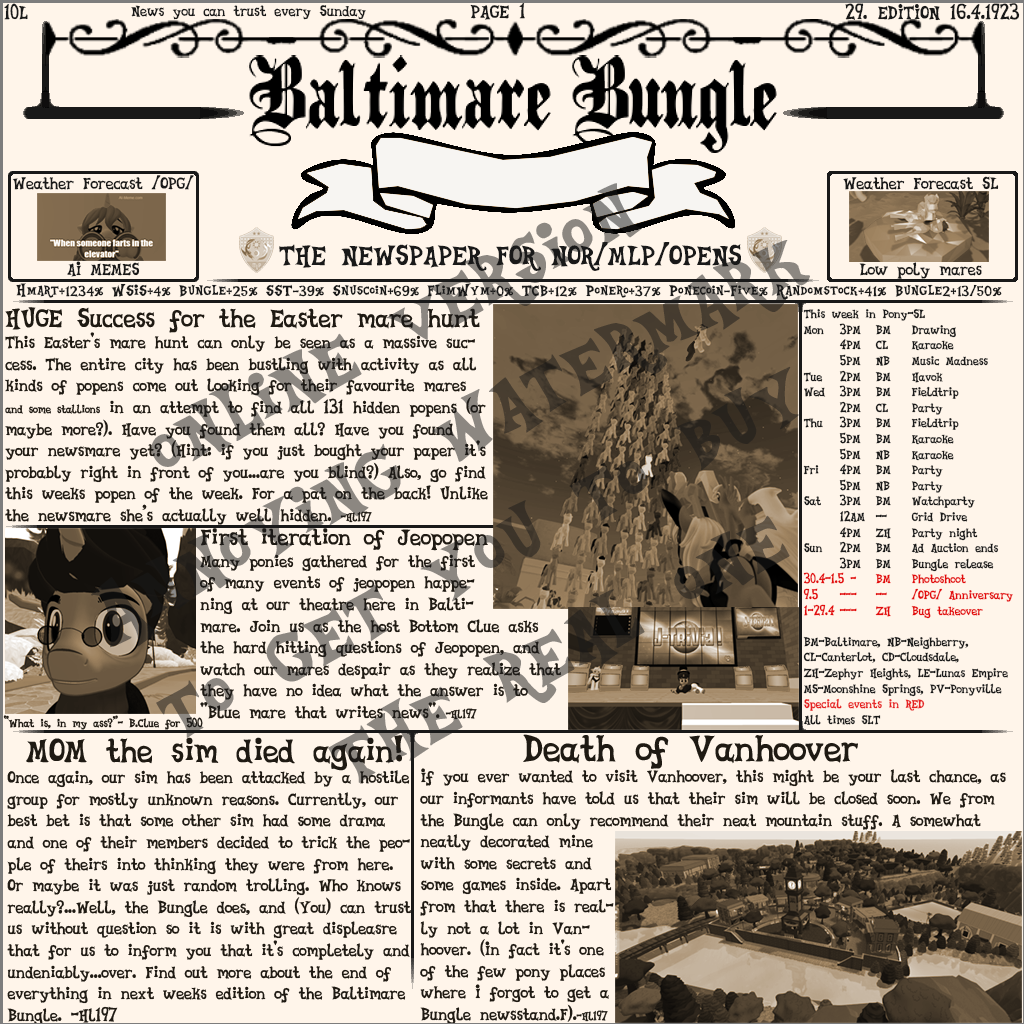 10L
News you can trust every Sunday
PAGE 1
29. EDITION 16.4.1923
Baltimare Bungle
Weather Forecast /OPG/
"When someone farts in the
elevator"
Ai MEMES
THE NEWSPAPER FOR NOR/MLP/OPENS
Weather Forecast SL
Low poly mares
HMART+1234% WSiS+4% BUNGLE+25% SST-39% SNUSCOiN+69% FLiMWYM+0% TCB+12% PONERO+37% PONECOiN-FiVE% RANDOMSTOCK+41% BUNGLE2+13/50%
HUGE Success for the Easter mare hunt
This Easter's mare hunt can only be seen as a massive suc-
cess. The entire city has been bustling with activity as all
kinds of popens come out looking for their favourite mares
and some stallions in an attempt to find all 131 hidden popens (or
maybe more?). Have you found them all? Have you found
your newsmare yet? (Hint: if you just bought your paper it's
probably right in front of you...are you blind?) Also, go find
this weeks popen of the week. For a pat on the back! Unlike
the newsmare she's actually well hidden. -HL197
First iteration of Jeopopen
Many ponies gathered for the first
of many events of jeopopen happe-
ning at our theatre here in Balti-
mare. Join us as the host Bottom Clue asks
the hard hitting questions of Jeopopen, and
watch our mares despair as they realize that
they have no idea what the answer is to
"Blue mare that writes news". -HL197
"What is, in my ass?"- B.Clue for 500
This week in Pony-SL
Mon 3PM BM Drawing
4PM CL Karaoke
5PM NB Music Madness
Tue 2PM BM Havok
Wed 3PM BM Fieldtrip
2PM CL Party
Thu 3PM BM Fieldtrip
5PM BM Karaoke
5PM NB Karaoke
Fri 4PM BM Party
5PM NB Party
Sat 3PM BM Watchparty
12AM — Grid Drive
4PM ZH Party night
Sun 2PM BM Ad Auction ends
3PM BM Bungle release
30.4-1.5 - BM Photoshoot
9.5 — — /OPG/ Anniversary
1-29.4 — ZH Bug takeover
BM-Baltimare, NB-Neighberry,
CL-Canterlot, CD-Cloudsdale,
ZH-Zephyr Heights, LE-Lunas Empire
MS-Moonshine Springs, PV-Ponyville
Special events in RED
All times SLT
MOM the sim died again!
Once again, our sim has been attacked by a hostile
group for mostly unknown reasons. Currently, our
best bet is that some other sim had some drama
and one of their members decided to trick the peo-
ple of theirs into thinking they were from here.
Or maybe it was just random trolling. Who knows
really?...Well, the Bungle does, and (You) can trust
us without question so it is with great displeasre
that for us to inform you that it's completely and
undeniably...over. Find out more about the end of
everything in next weeks edition of the Baltimare
Bungle. -HL197
Death of Vanhoover
if you ever wanted to visit Vanhoover, this might be your last chance, as
our informants have told us that their sim will be closed soon. We from
the Bungle can only recommend their neat mountain stuff. A somewhat
neatly decorated mine
with some secrets and
some games inside. Apart
from that there is real-
ly not a lot in Van-
hoover. (in fact it's one
of the few pony places
where i forgot to get a
Bungle newsstand.F).-HL197
ONLiNE VERSiON
ANOYiNG WATERMARK
TO GET YOU TO BUY
THE REAL ONE